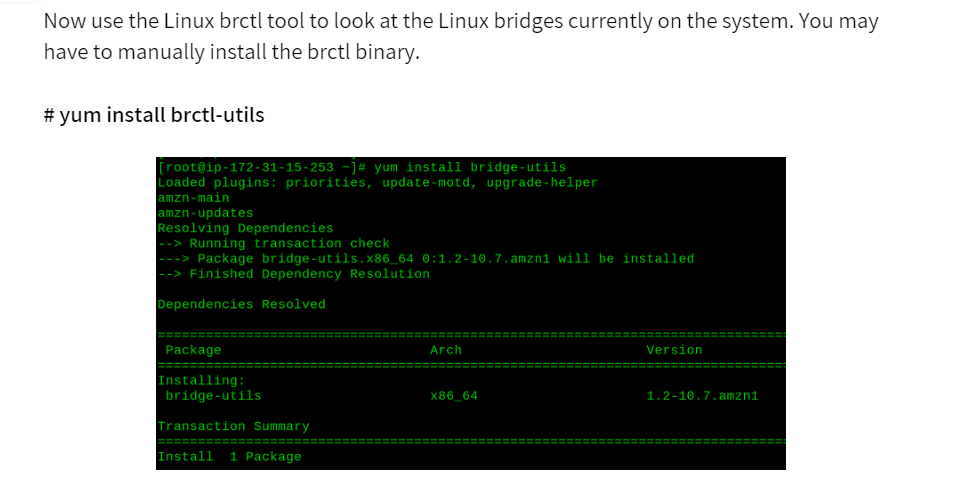 Now use the Linux brctl tool to look at the Linux bridges currently on the system. You may
have to manually install the brctl binary.
# yum install brctl-utils
[root@ip-172-31-15-253 ~]# yum install bridge-utils
Loaded plugins: priorities, update-motd, upgrade-helper
amzn-main
amzn-updates
Resolving Dependencies
--> Running transaction check
---> Package bridge-utils.x86_64 0:1.2-10.7.amzn1 will be installed
--> Finished Dependency Resolution
Dependencies Resolved
================================================================================
Package Arch Version
================================================================================
Installing:
bridge-utils x86_64 1.2-10.7.amzn1
Transaction Summary
================================================================================
Install 1 Package